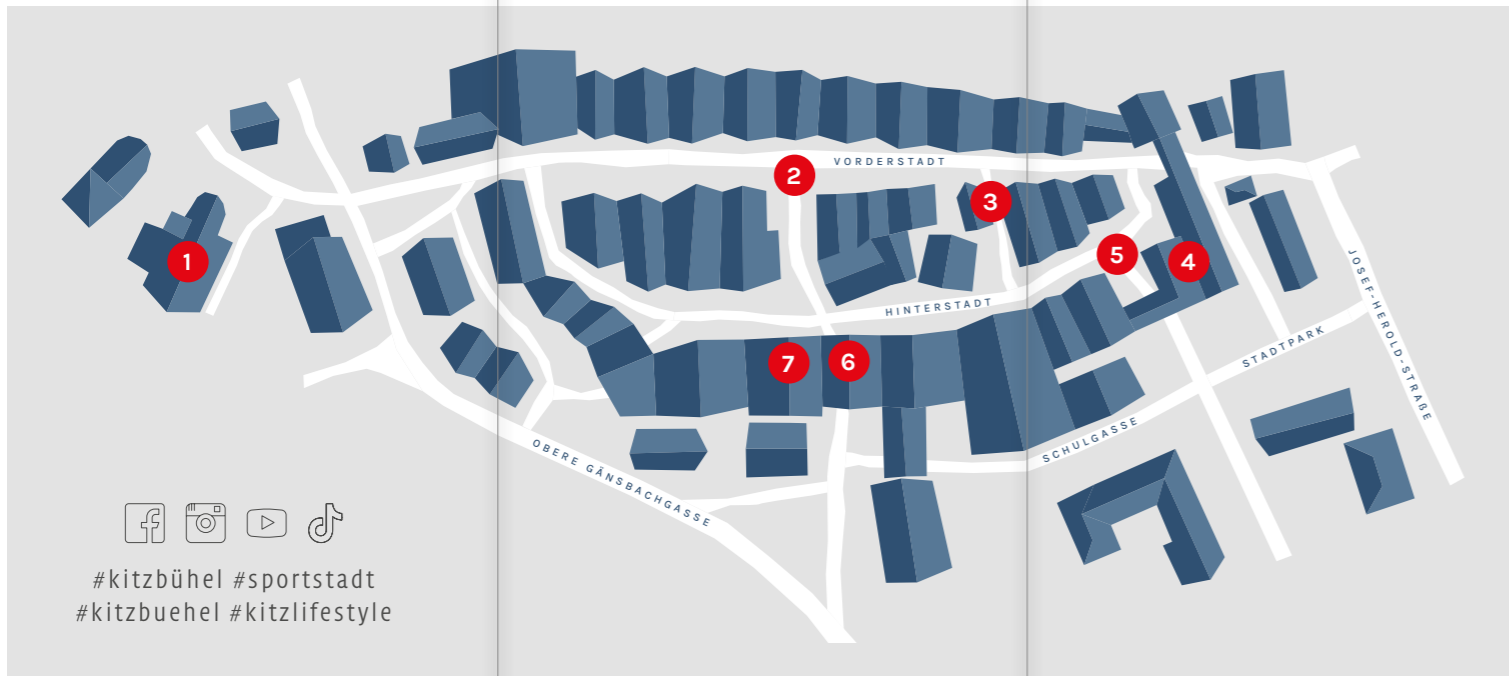 VORDERSTADT
2
3
1
5
4
JOSEF-HEROLD-STRAßE
HINTERSTADT
STADTPARK
7
6
SCHULGASSE
OBERE GÄNSBACHGASSE
#kitzbühel #sportstadt
#kitzbuehel #kitzlifestyle